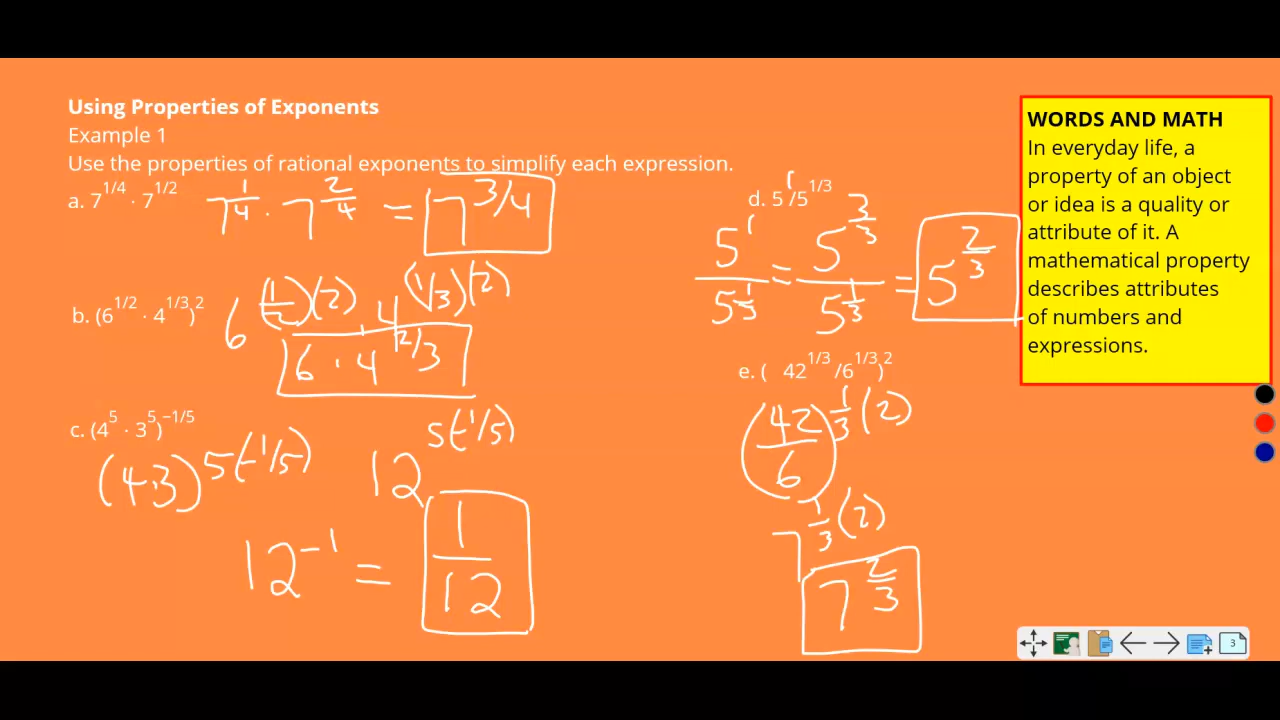 Using Properties of Exponents
Example 1
Use the properties of rational exponents to simplify each expression.
a. 7^1/4 · 7^1/2
7^1/4 · 7^2/4 = 7^3/4
b. (6^1/2 · 4^1/3)^2
6^(1/2)(2) · 4^(1/3)(2)
6 · 4^2/3
c. (4^5 · 3^5)^−1/5
(4·3)^5(-1/5)
12^5(-1/5)
12^-1 = 1/12
d. 5^1/5^1/3
5^1/5^1/3 = 5^3/3/5^1/3 = 5^2/3
e. ( 42^1/3 /6^1/3)^2
(42/6)^1/3 (2)
7^1/3 (2)
7^2/3
WORDS AND MATH
In everyday life, a
property of an object
or idea is a quality or
attribute of it. A
mathematical property
describes attributes
of numbers and
expressions.
3